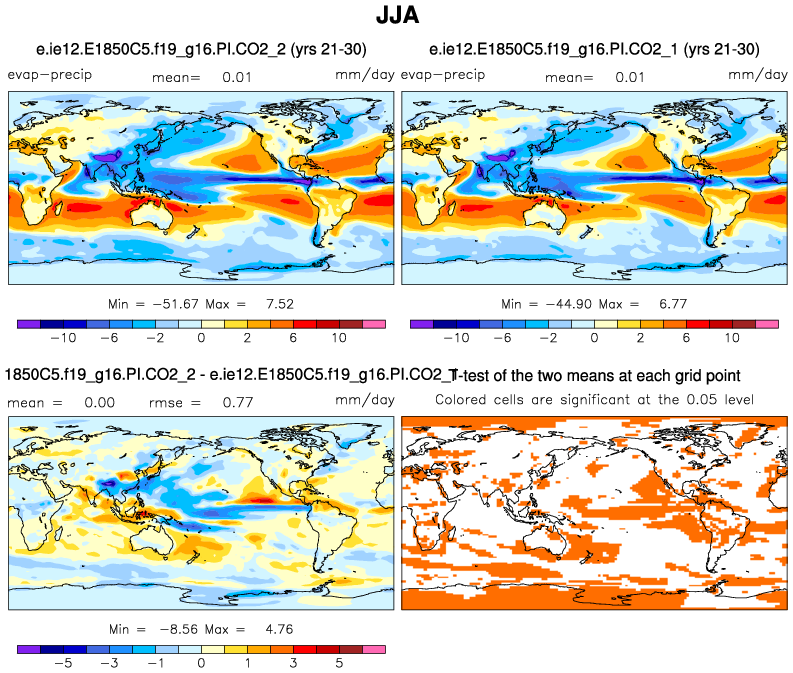 JJA
e.ie12.E1850C5.f19_g16.PI.CO2_2 (yrs 21-30)
evap-precip mean= 0.01 mm/day
Min = -51.67 Max = 7.52
-10 -6 -2 0 2 6 10
e.ie12.E1850C5.f19_g16.PI.CO2_1 (yrs 21-30)
evap-precip mean= 0.01 mm/day
Min = -44.90 Max = 6.77
-10 -6 -2 0 2 6 10
1850C5.f19_g16.PI.CO2_2 - e.ie12.E1850C5.f19_g16.PI.CO2_1
mean = 0.00 rmse = 0.77 mm/day
Min = -8.56 Max = 4.76
-5 -3 -1 0 1 3 5
T-test of the two means at each grid point
Colored cells are significant at the 0.05 level